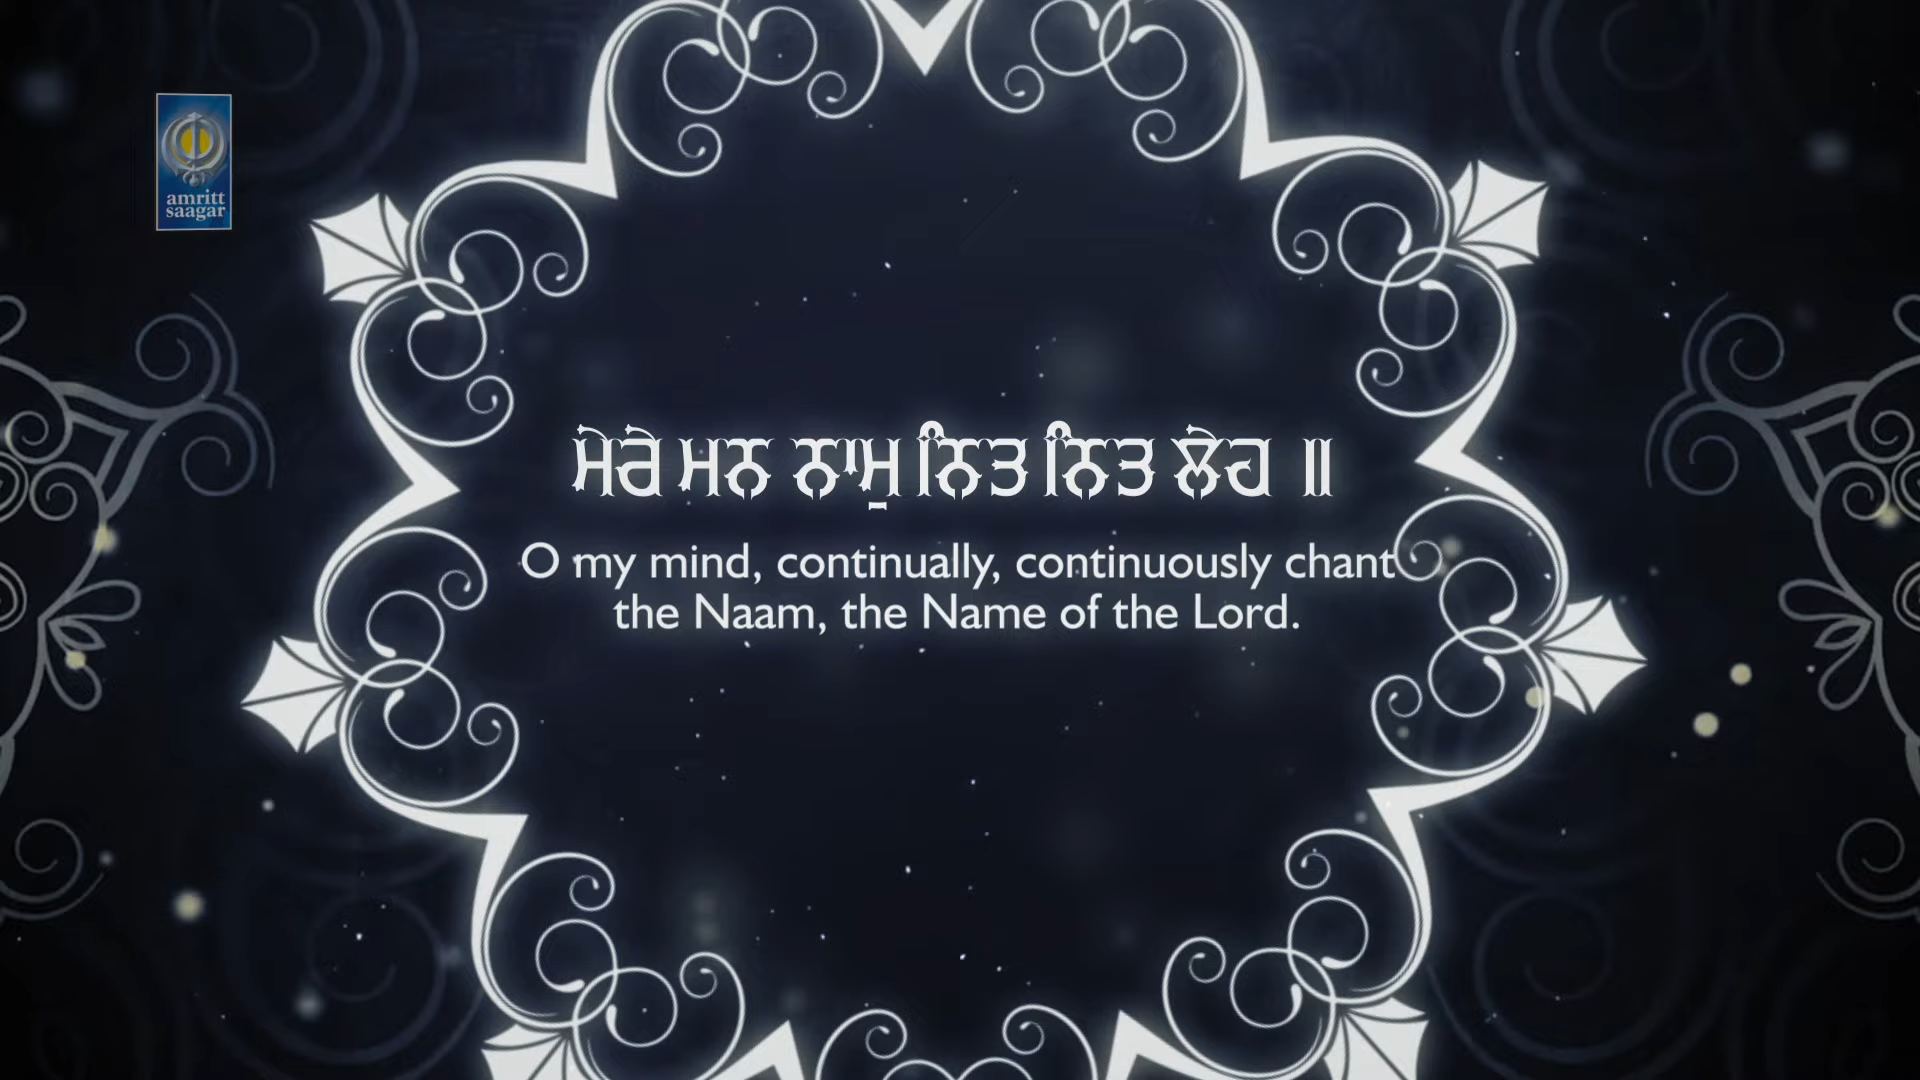 amritt
saagar
ਮੇਰੇ ਮਨ ਨਾਮੁ ਨਿਤ ਨਿਤ ਲੇਹ ॥
O my mind, continually, continuously chant
the Naam, the Name of the Lord.